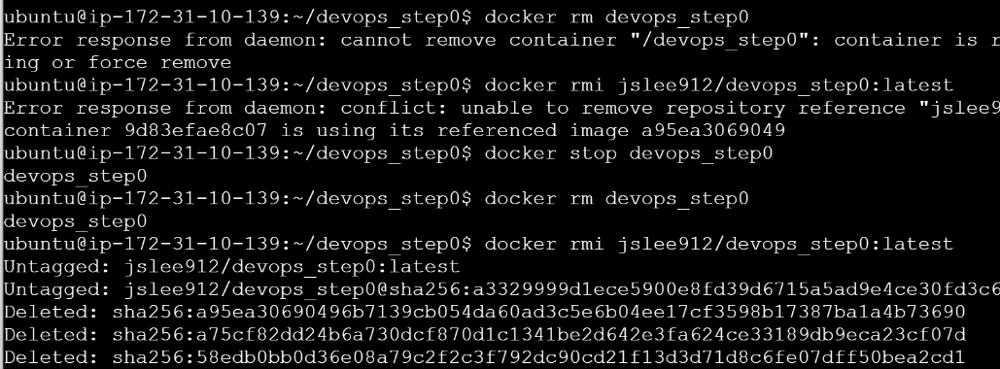 ubuntu@ip-172-31-10-139:~/devops_step0$ docker rm devops_step0
Error response from daemon: cannot remove container "/devops_step0": container is r
ing or force remove
ubuntu@ip-172-31-10-139:~/devops_step0$ docker rmi jslee912/devops_step0:latest
Error response from daemon: conflict: unable to remove repository reference "jslee9
container 9d83efae8c07 is using its referenced image a95ea3069049
ubuntu@ip-172-31-10-139:~/devops_step0$ docker stop devops_step0
devops_step0
ubuntu@ip-172-31-10-139:~/devops_step0$ docker rm devops_step0
devops_step0
ubuntu@ip-172-31-10-139:~/devops_step0$ docker rmi jslee912/devops_step0:latest
Untagged: jslee912/devops_step0:latest
Untagged: jslee912/devops_step0@sha256:a3329999d1ece5900e8fd39d6715a5ad9e4ce30fd3c6
Deleted: sha256:a95ea30690496b7139cb054da60ad3c5e6b04ee17cf3598b17387ba1a4b73690
Deleted: sha256:a75cf82dd24b6a730dcf870d1c1341be2d642e3fa624ce33189db9eca23cf07d
Deleted: sha256:58edb0bb0d36e08a79c2f2c3f792dc90cd21f13d3d71d8c6fe07dff50bea2cd1